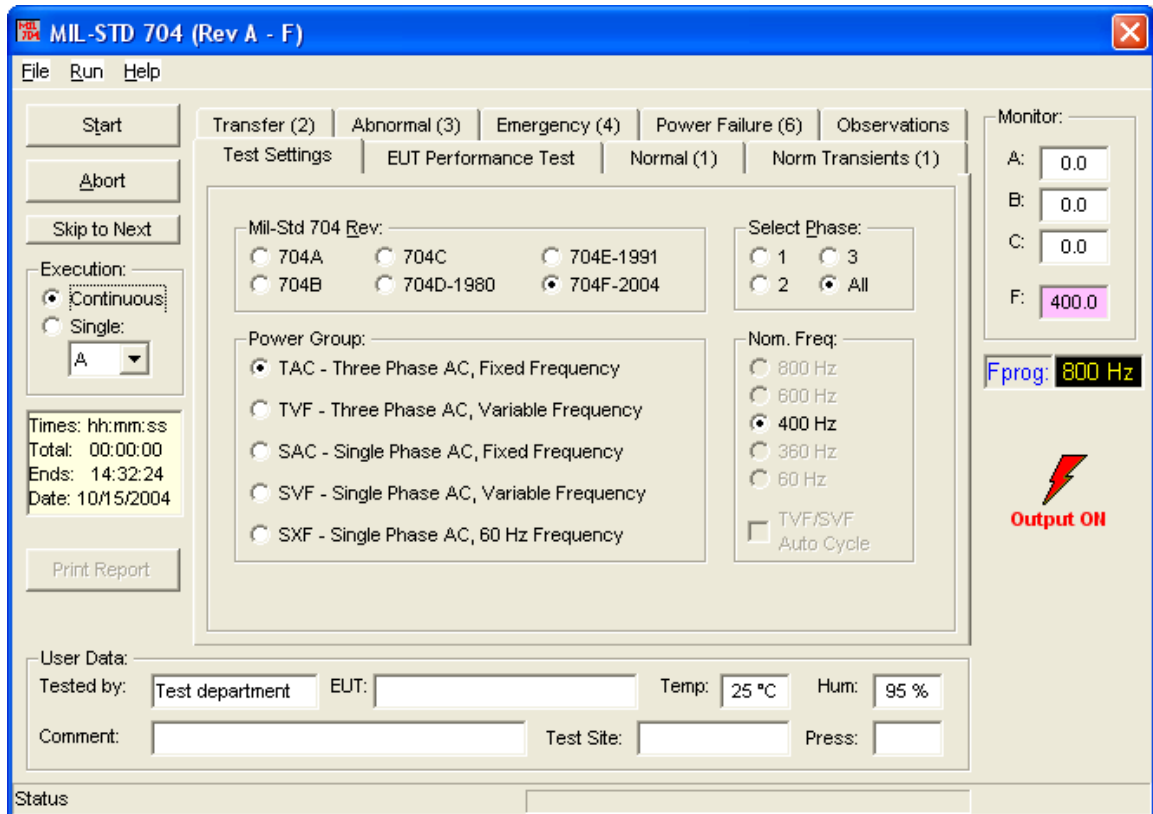 MIL 704 MIL-STD 704 (Rev A - F)
File Run Help
Start
Abort
Skip to Next
Execution:
Continuous
Single:
A
Times: hh:mm:ss
Total: 00:00:00
Ends: 14:32:24
Date: 10/15/2004
Print Report
Transfer (2) Abnormal (3) Emergency (4) Power Failure (6) Observations
Test Settings EUT Performance Test Normal (1) Norm Transients (1)
Mil-Std 704 Rev:
704A 704C 704E-1991
704B 704D-1980 704F-2004
Select Phase:
1 3
2 All
Power Group:
TAC - Three Phase AC, Fixed Frequency
TVF - Three Phase AC, Variable Frequency
SAC - Single Phase AC, Fixed Frequency
SVF - Single Phase AC, Variable Frequency
SXF - Single Phase AC, 60 Hz Frequency
Nom. Freq:
800 Hz
600 Hz
400 Hz
360 Hz
60 Hz
TVF/SVF
Auto Cycle
Monitor:
A: 0.0
B: 0.0
C: 0.0
F: 400.0
Fprog: 800 Hz
Output ON
User Data:
Tested by: Test department EUT: Temp: 25 °C Hum: 95 %
Comment: Test Site: Press:
Status